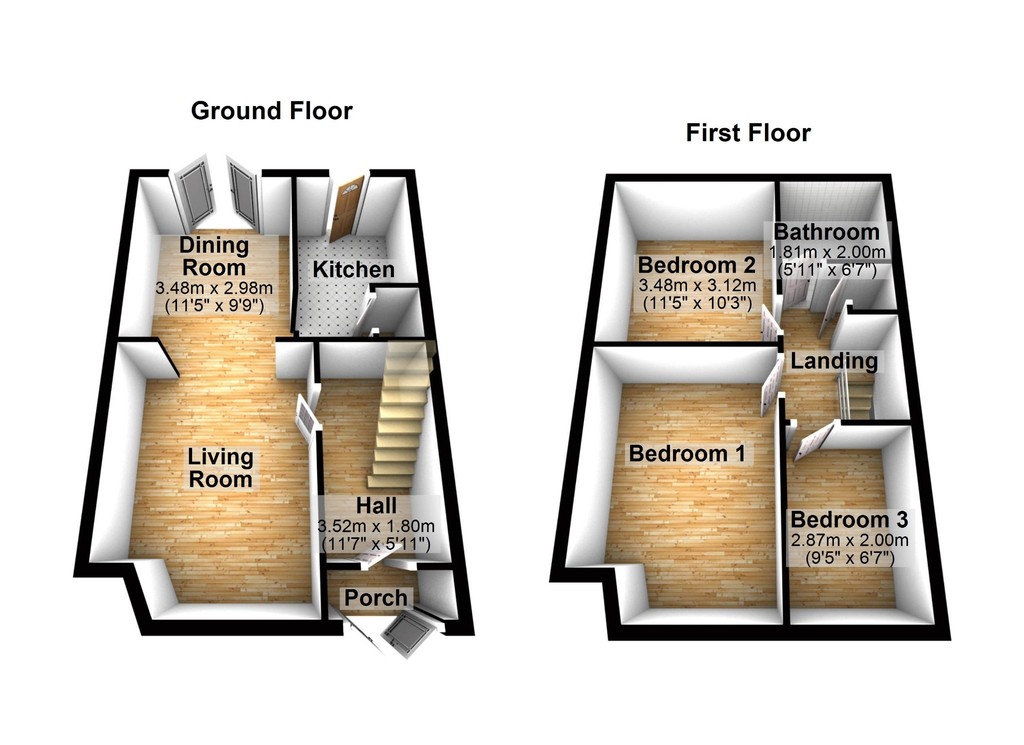 Ground Floor
Dining
Room
3.48m x 2.98m
(11'5" x 9'9")
Kitchen
Living
Room
Hall
3.52m x 1.80m
(11'7" x 5'11")
Porch
First Floor
Bathroom
1.81m x 2.00m
(5'11" x 6'7")
Bedroom 2
3.48m x 3.12m
(11'5" x 10'3")
Landing
Bedroom 1
Bedroom 3
2.87m x 2.00m
(9'5" x 6'7")